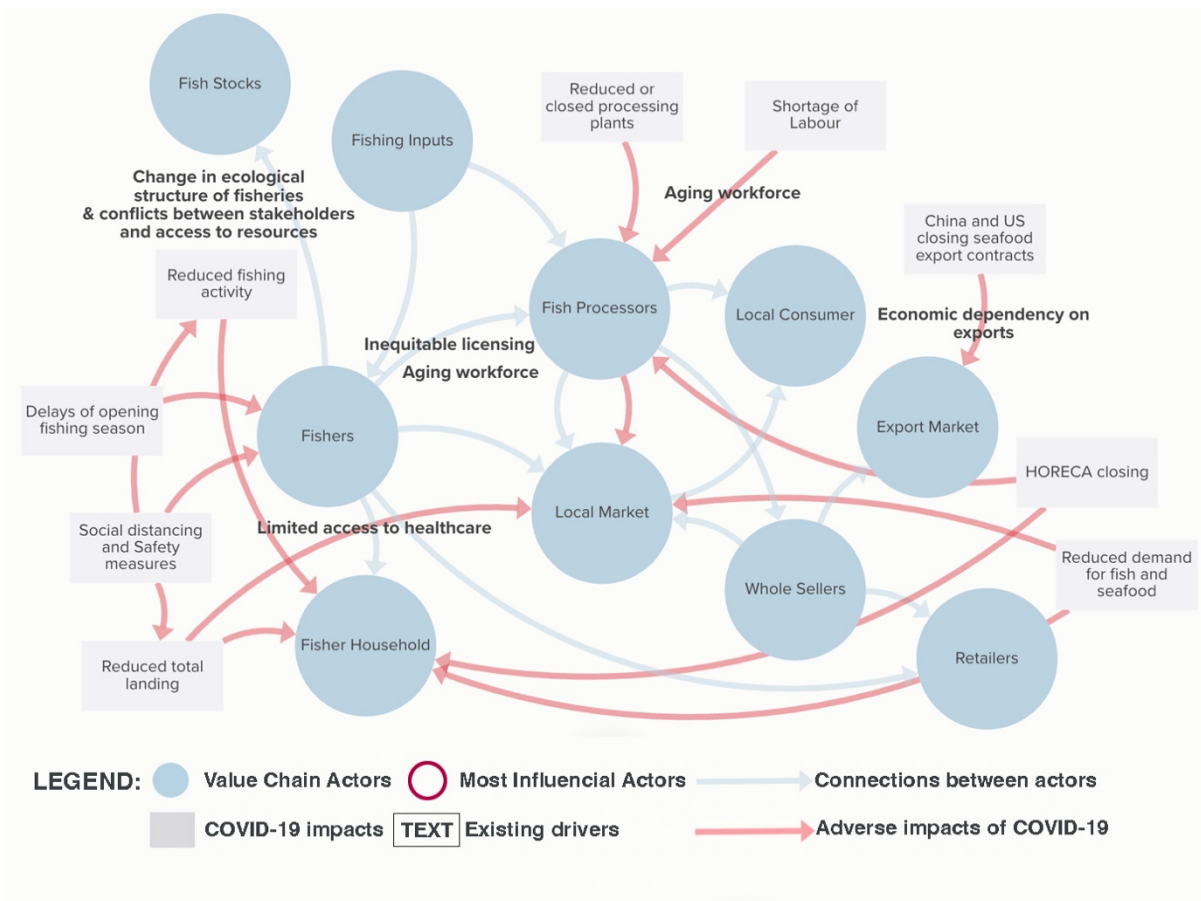 Fish Stocks
Fishing Inputs
Reduced or
closed processing
plants
Shortage of
Labour
Change in ecological
structure of fisheries
& conflicts between stakeholders
and access to resources
Aging workforce
China and US
closing seafood
export contracts
Reduced fishing
activity
Fish Processors
Local Consumer
Economic dependency on
exports
Inequitable licensing
Aging workforce
Delays of opening
fishing season
Fishers
Export Market
HORECA closing
Local Market
Limited access to healthcare
Social distancing
and Safety
measures
Whole Sellers
Reduced demand
for fish and
seafood
Reduced total
landing
Fisher Household
Retailers
LEGEND:
Value Chain Actors
Most Influencial Actors
Connections between actors
COVID-19 impacts
TEXT
Existing drivers
Adverse impacts of COVID-19